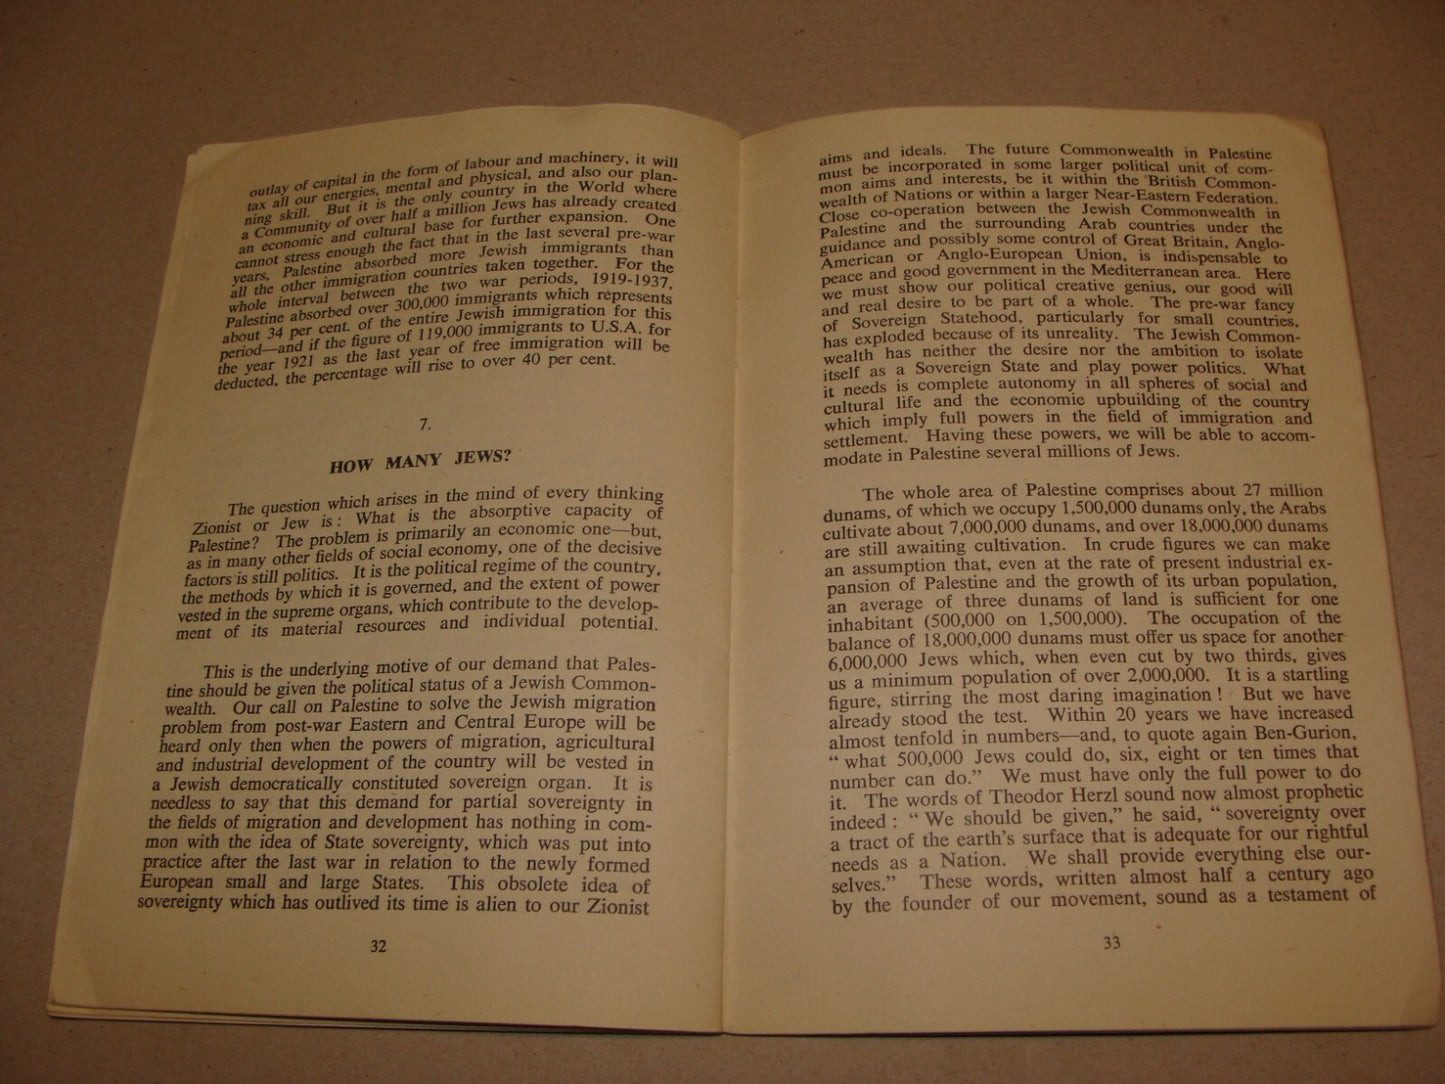 outlay of capital in the form of labour and machinery, it will
tax all our energies, mental and physical, and also our plan-
ning skill. But it is the only country in the World where
a Community of over half a million Jews has already created
an economic and cultural base for further expansion. One
cannot stress enough the fact that in the last several pre-war
years, Palestine absorbed more Jewish immigrants than
all the other immigration countries taken together. For the
whole interval between the two war periods, 1919-1937,
Palestine absorbed over 300,000 immigrants which represents
about 34 per cent. of the entire Jewish immigration for this
period—and if the figure of 119,000 immigrants to U.S.A. for
the year 1921 as the last year of free immigration will be
deducted, the percentage will rise to over 40 per cent.
7.
HOW MANY JEWS?
The question which arises in the mind of every thinking
Zionist or Jew is: What is the absorptive capacity of
Palestine? The problem is primarily an economic one—but,
as in many other fields of social economy, one of the decisive
factors is still politics. It is the political regime of the country,
the methods by which it is governed, and the extent of power
vested in the supreme organs, which contribute to the develop-
ment of its material resources and individual potential.
This is the underlying motive of our demand that Pales-
tine should be given the political status of a Jewish Common-
wealth. Our call on Palestine to solve the Jewish migration
problem from post-war Eastern and Central Europe will be
heard only then when the powers of migration, agricultural
and industrial development of the country will be vested in
a Jewish democratically constituted sovereign organ. It is
needless to say that this demand for partial sovereignty in
the fields of migration and development has nothing in com-
mon with the idea of State sovereignty, which was put into
practice after the last war in relation to the newly formed
European small and large States. This obsolete idea of
sovereignty which has outlived its time is alien to our Zionist
32
aims and ideals. The future Commonwealth in Palestine
must be incorporated in some larger political unit of com-
mon aims and interests, be it within the British Common-
wealth of Nations or within a larger Near-Eastern Federation.
Close co-operation between the Jewish Commonwealth in
Palestine and the surrounding Arab countries under the
guidance and possibly some control of Great Britain, Anglo-
American or Anglo-European Union, is indispensable to
peace and good government in the Mediterranean area. Here
we must show our political creative genius, our good will
and real desire to be part of a whole. The pre-war fancy
of Sovereign Statehood, particularly for small countries,
has exploded because of its unreality. The Jewish Common-
wealth has neither the desire nor the ambition to isolate
itself as a Sovereign State and play power politics. What
it needs is complete autonomy in all spheres of social and
cultural life and the economic upbuilding of the country
which imply full powers in the field of immigration and
settlement. Having these powers, we will be able to accom-
modate in Palestine several millions of Jews.
The whole area of Palestine comprises about 27 million
dunams, of which we occupy 1,500,000 dunams only, the Arabs
cultivate about 7,000,000 dunams, and over 18,000,000 dunams
are still awaiting cultivation. In crude figures we can make
an assumption that, even at the rate of present industrial ex-
pansion of Palestine and the growth of its urban population,
an average of three dunams of land is sufficient for one
inhabitant (500,000 on 1,500,000). The occupation of the
balance of 18,000,000 dunams must offer us space for another
6,000,000 Jews which, when even cut by two thirds, gives
us a minimum population of over 2,000,000. It is a startling
figure, stirring the most daring imagination! But we have
already stood the test. Within 20 years we have increased
almost tenfold in numbers—and, to quote again Ben-Gurion,
“ what 500,000 Jews could do, six, eight or ten times that
number can do.” We must have only the full power to do
it. The words of Theodor Herzl sound now almost prophetic
indeed : “ We should be given,” he said, “ sovereignty over
a tract of the earth’s surface that is adequate for our rightful
needs as a Nation. We shall provide everything else our-
selves.” These words, written almost half a century ago
by the founder of our movement, sound as a testament of
33